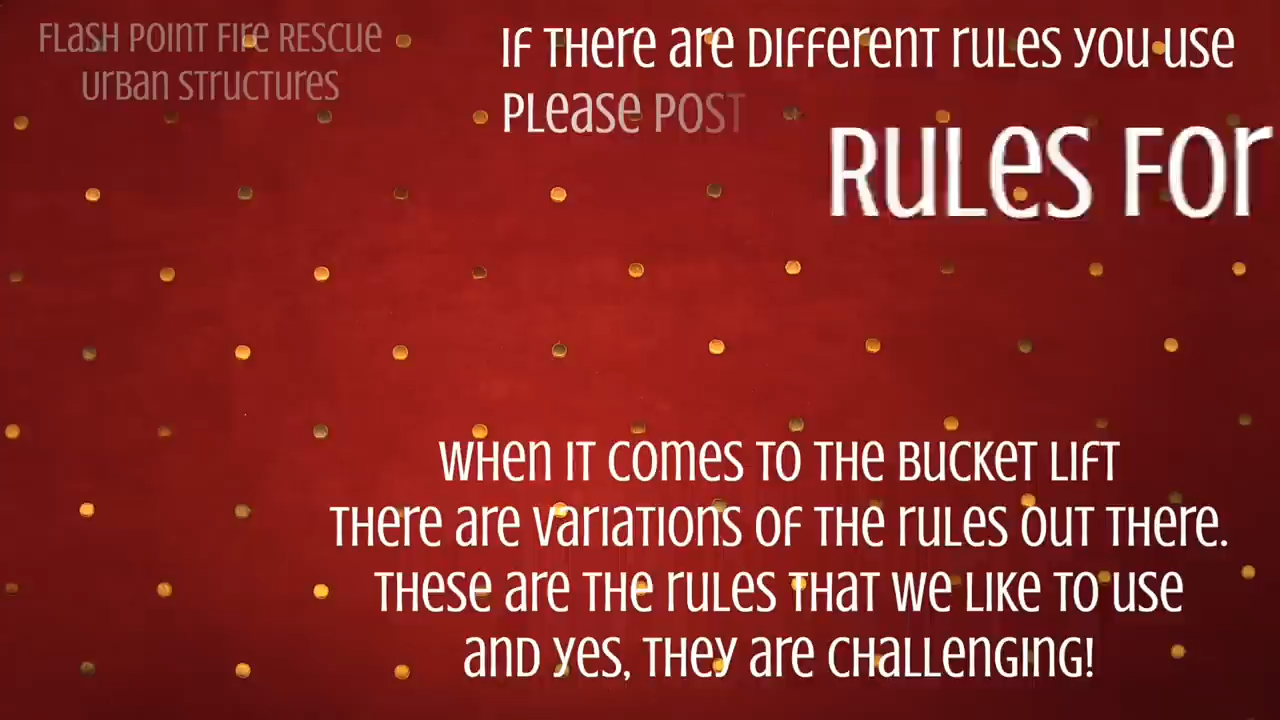 FLASH POINT FIRE RESCUE
URBAN STRUCTURES
IF THERE ARE DIFFERENT RULES YOU USE
PLEASE POST
RULES FOR
WHEN IT COMES TO THE BUCKET LIFT
THERE ARE VARIATIONS OF THE RULES OUT THERE.
THESE ARE THE RULES THAT WE LIKE TO USE
AND YES, THEY ARE CHALLENGING!